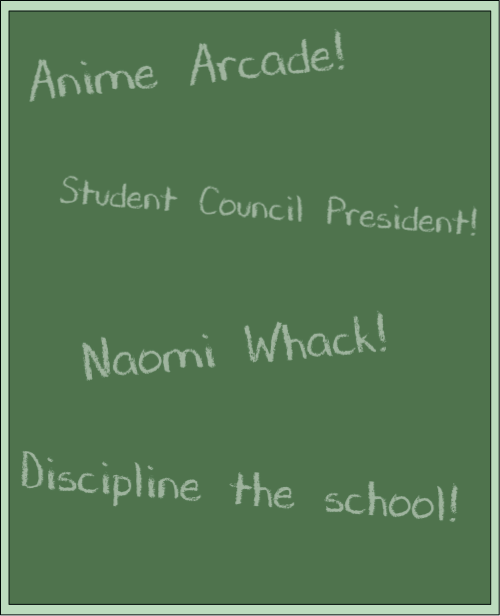 Anime Arcade!
Student Council President!
Naomi Whack!
Discipline the school!